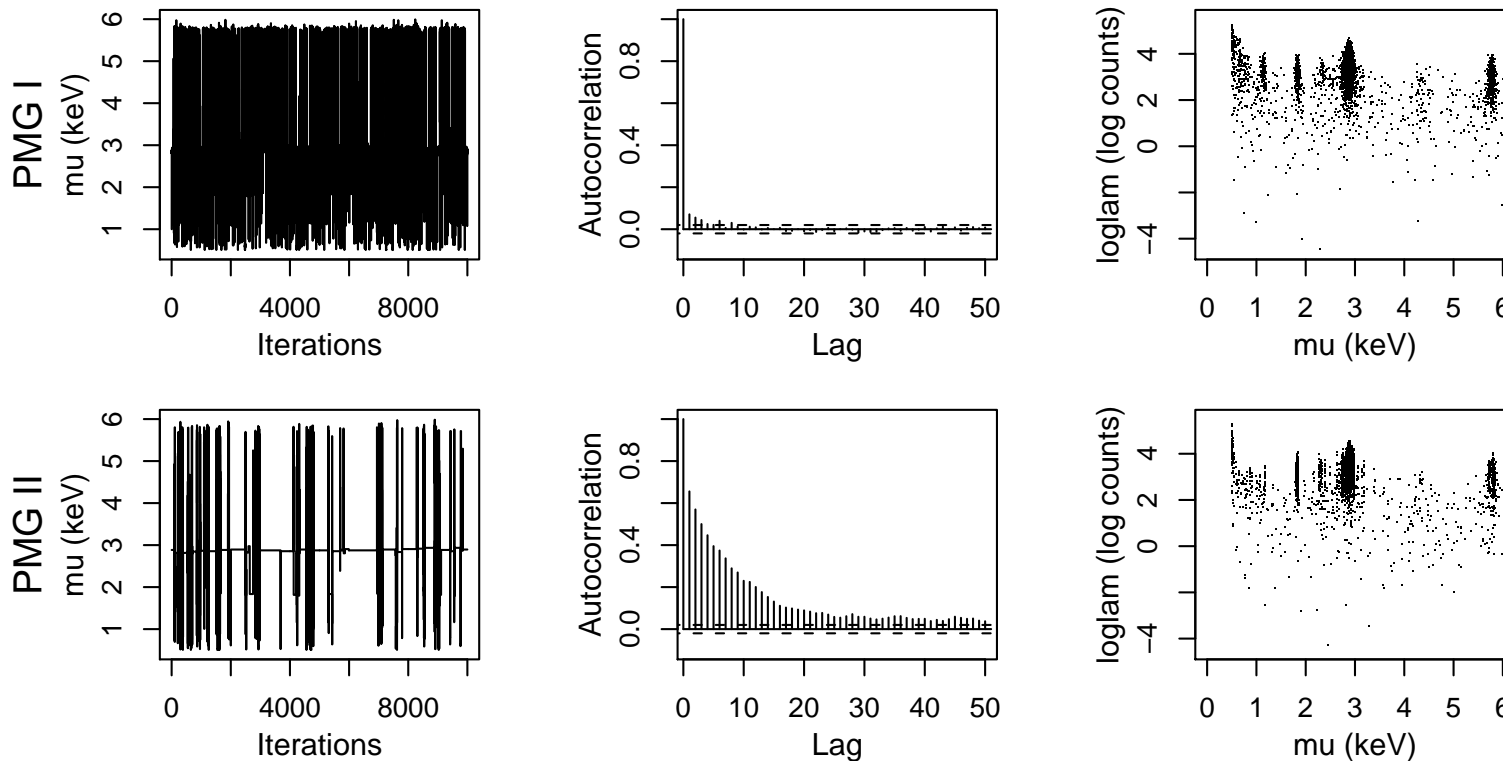 PMG I
mu (keV)
1 2 3 4 5 6
0 4000 8000
Iterations
Autocorrelation
0.0 0.4 0.8
0 10 20 30 40 50
Lag
loglam (log counts)
−4 0 2 4
0 1 2 3 4 5 6
mu (keV)
PMG II
mu (keV)
1 2 3 4 5 6
0 4000 8000
Iterations
Autocorrelation
0.0 0.4 0.8
0 10 20 30 40 50
Lag
loglam (log counts)
−4 0 2 4
0 1 2 3 4 5 6
mu (keV)